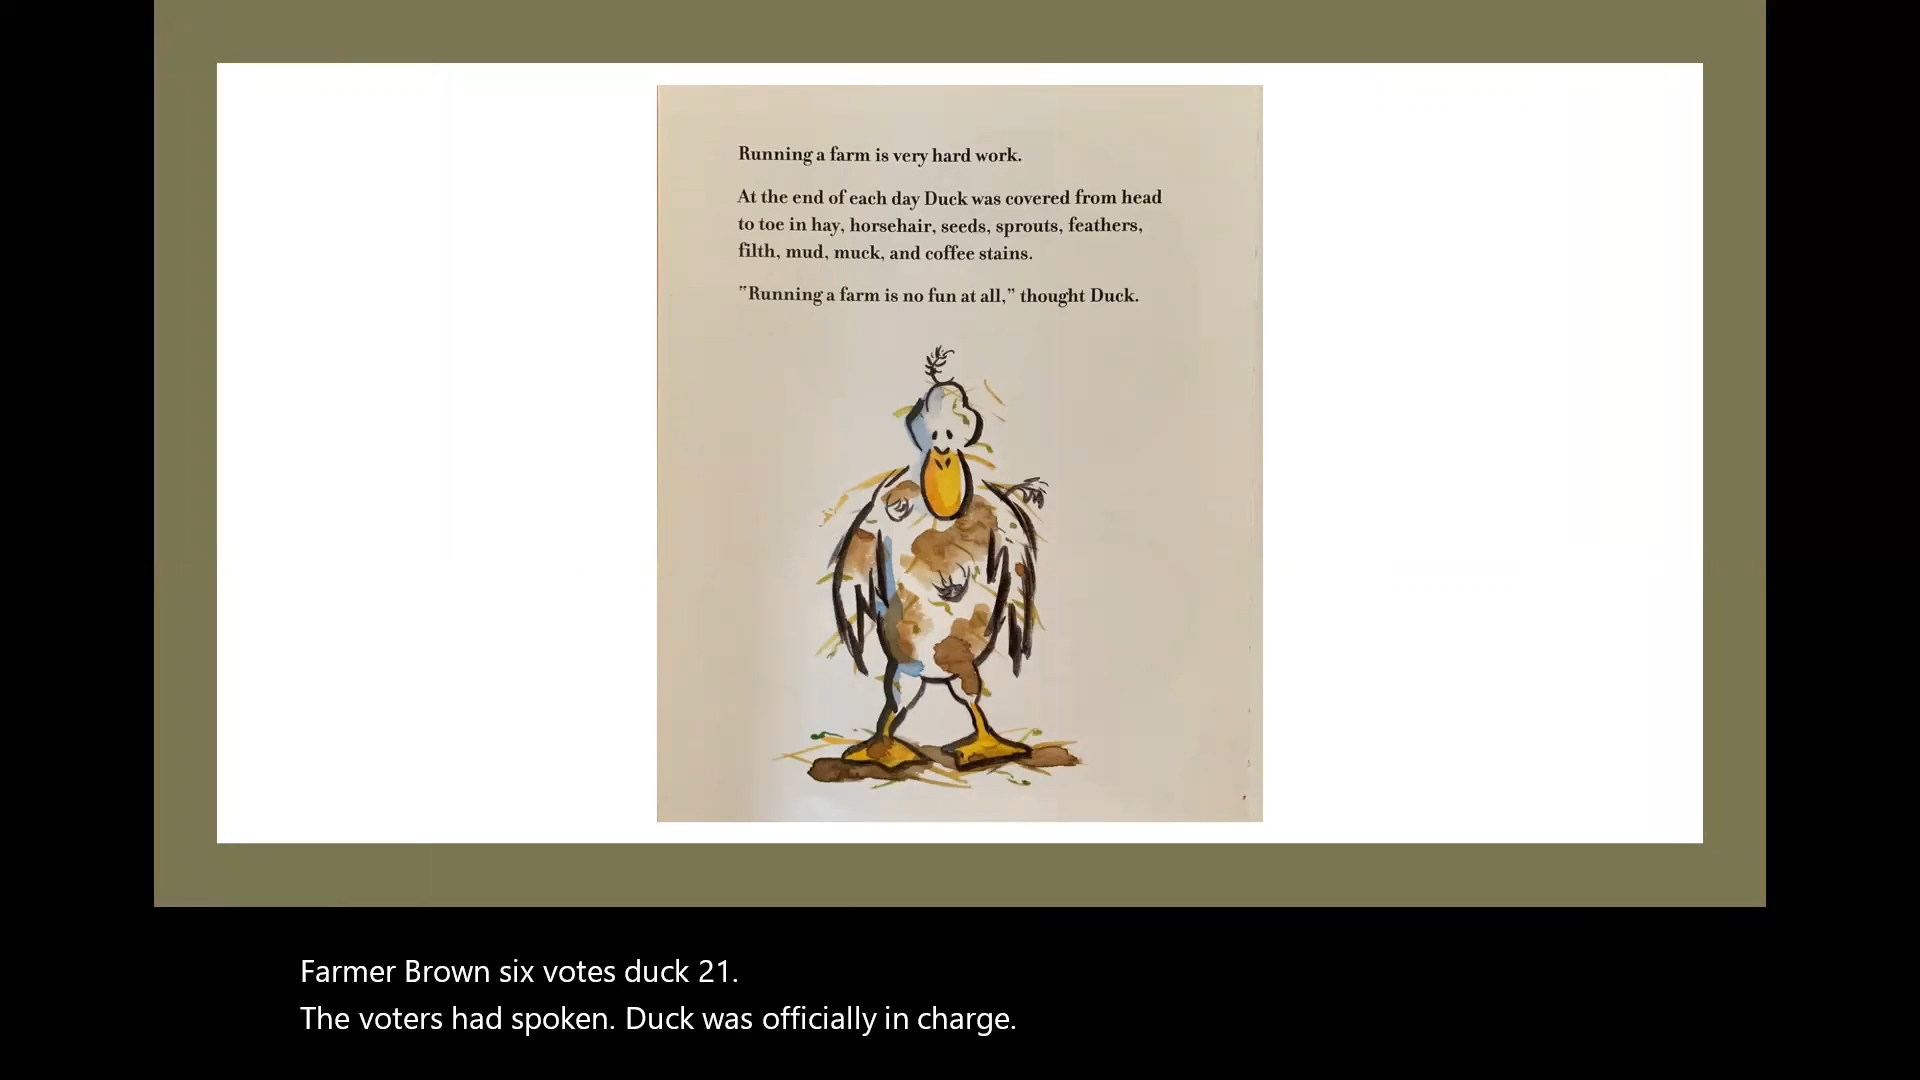 Running a farm is very hard work.
At the end of each day Duck was covered from head
to toe in hay, horsehair, seeds, sprouts, feathers,
filth, mud, muck, and coffee stains.
"Running a farm is no fun at all,” thought Duck.
Farmer Brown six votes duck 21.
The voters had spoken. Duck was officially in charge.